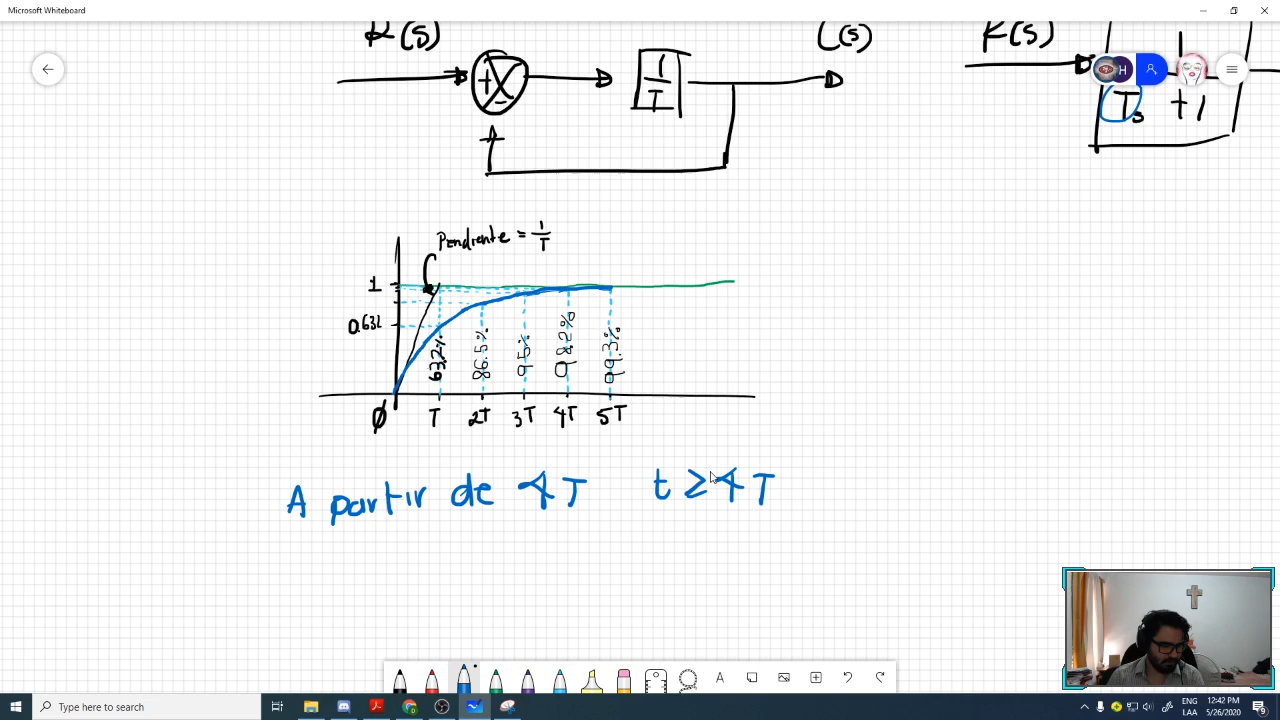 Microsoft Whiteboard
R(s)
C(s)
R(s)
+
-
1
T
1
Ts +1
H
Pendiente = 1/T
1
0.632
63.2%
86.5%
95%
98.2%
99.3%
0
T
2T
3T
4T
5T
A partir de 4T
t ≥ 4T
Type here to search
ENG
LAA
12:42 PM
5/26/2020